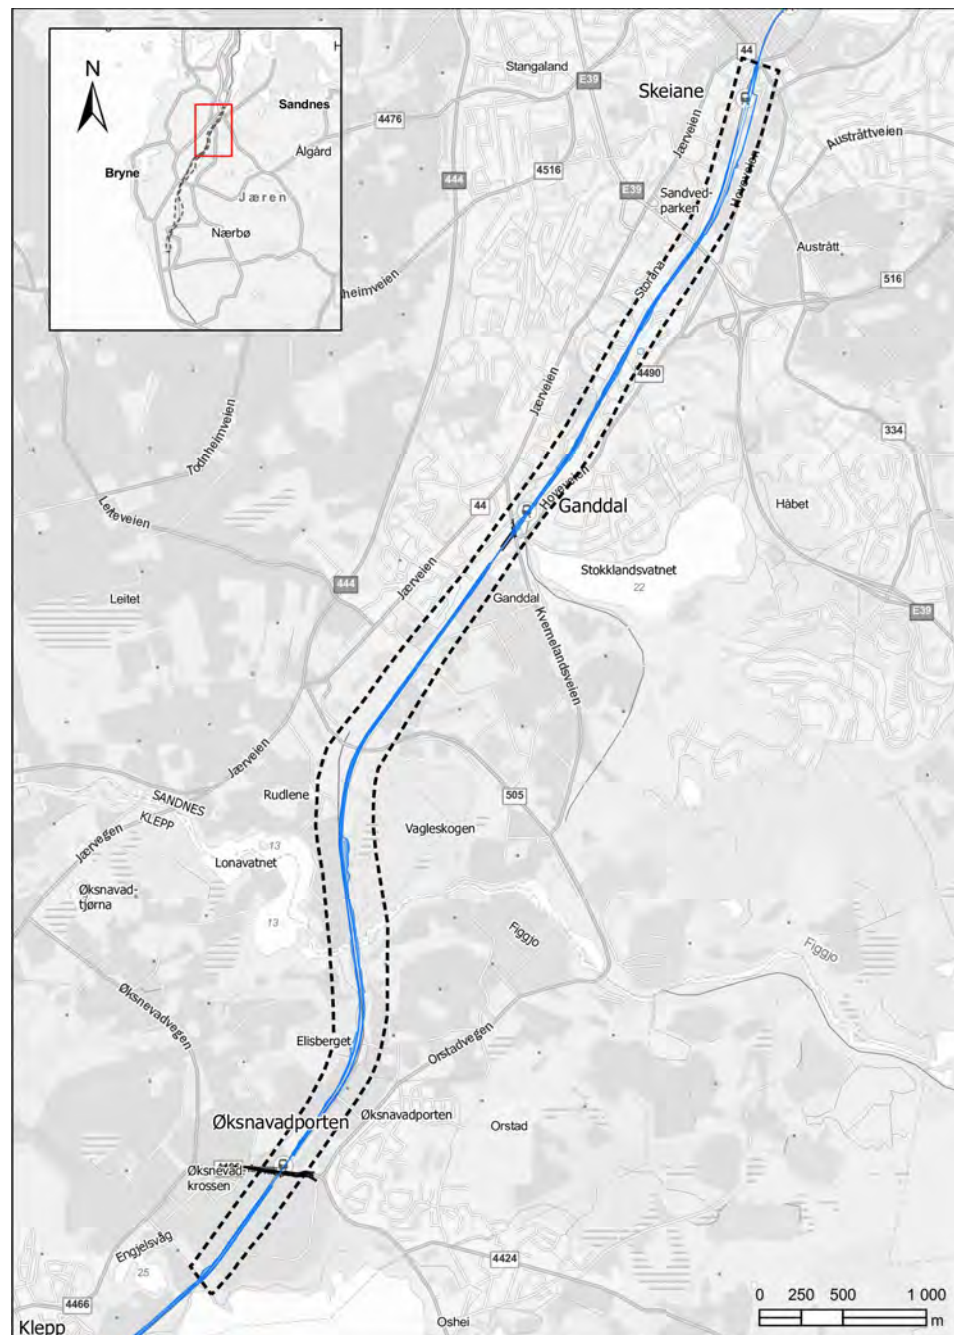 44
Stangaland
E39
Skeiane
N
Sandnes
4476
Jærveien
Austråttveien
Ålgård
4516
Bryne
444
E39
Sandved-
parken
Hoveveien
Jæren
Nærbø
Austrått
516
heimveien
Storåna
4490
Jærveien
334
Todnheimveien
Hoveveien
44
Ganddal
Håbet
Leiteveien
Stokklandsvatnet
22
444
Jærveien
Leitet
Ganddal
E39
Kvernelandsveien
Jærveien
Rudlene
505
SANDNES
KLEPP
Vagleskogen
Jærvegen
13
Lonavatnet
Øksnavad-
tjørna
13
Figgjo
Figgjo
Øksnevadvegen
Elisberget
Orstadvegen
Øksnavadporten
Øksnavadporten
Orstad
Øksnevad-
krossen
Engjelsvåg
25
4424
4466
Klepp
Oshei
0 250 500 1 000
m